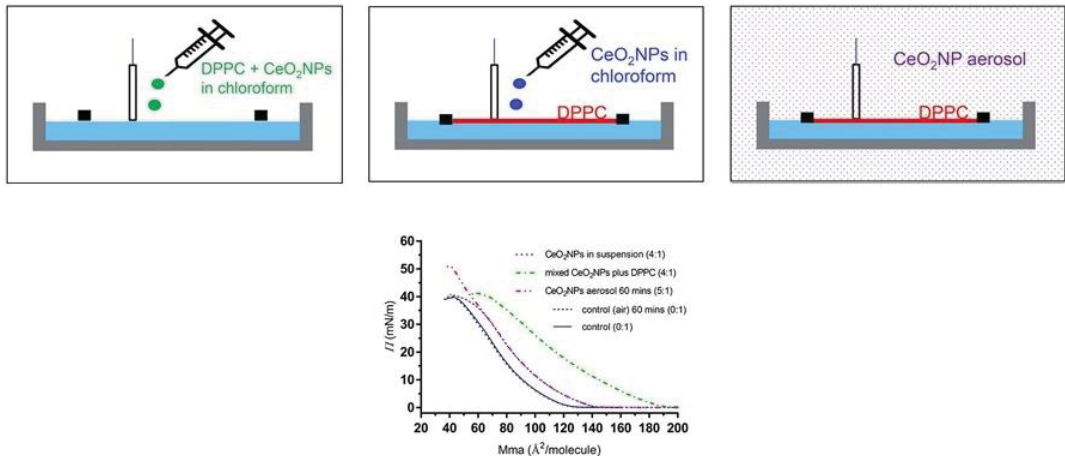 DPPC + CeO₂NPs
in chloroform
CeO₂NPs in
chloroform
DPPC
CeO₂NP aerosol
DPPC
60
50
40
30
20
10
0
Π (mN/m)
CeO₂NPs in suspension (4:1)
mixed CeO₂NPs plus DPPC (4:1)
CeO₂NPs aerosol 60 mins (5:1)
control (air) 60 mins (0:1)
control (0:1)
20 40 60 80 100 120 140 160 180 200
Mma (Å²/molecule)